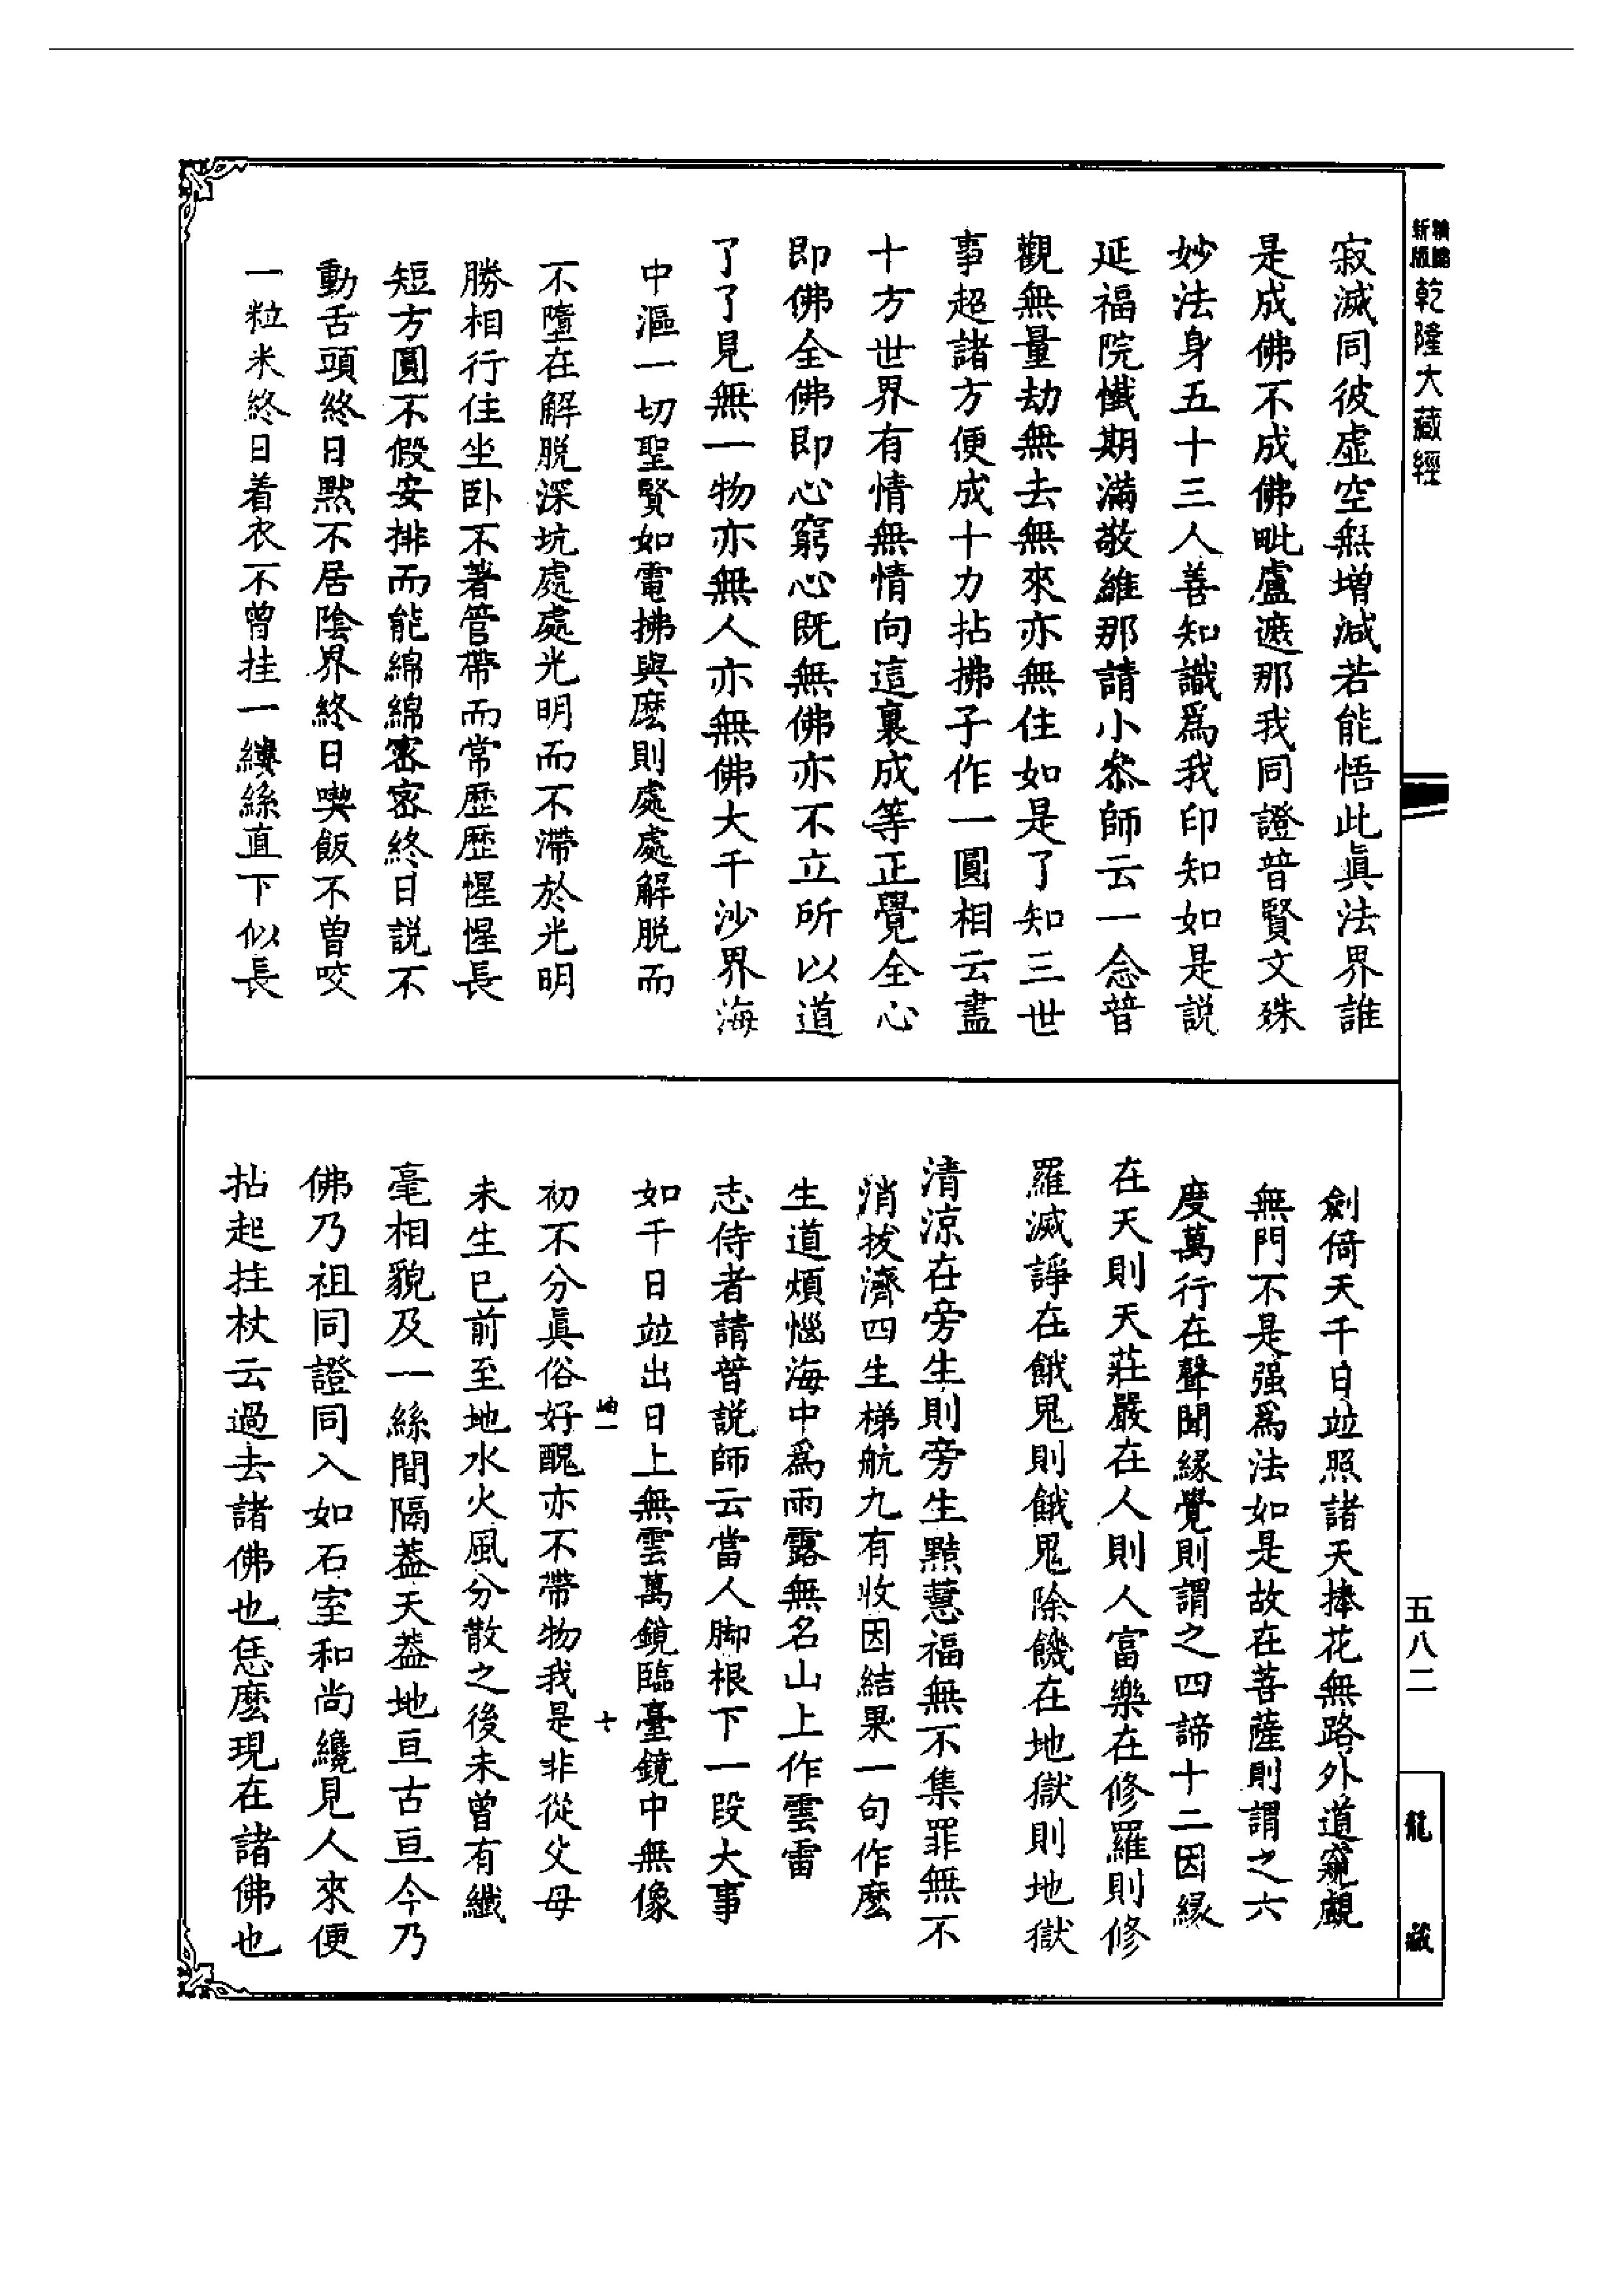 新版
乾隆大藏經
寂滅同彼虛空無增減若能悟此眞法界誰
是成佛不成佛毗盧遮那我同證普賢文殊
妙法身五十三人善知識爲我印知如是説
延福院懺期滿敬維那請小參師云一念普
觀無量劫無去無來亦無住如是了知三世
事超諸方便成十力拈拂子作一圓相云盡
十方世界有情無情向這裏成等正覺全心
即佛全佛即心窮心既無佛亦不立所以道
了了見無一物亦無人亦無佛大千沙界海
中漚一切聖賢如電拂與麽則處處解脱而
不墮在解脱深坑處處光明而不滯於光明
勝相行住坐卧不著管帶而常歷歷惺惺長
短方圓不假安排而能綿綿密密終日説不
動舌頭終日默不居陰界終日喫飯不曾咬
一粒米終日着衣不曾挂一縷絲直下似長
劍倚天千日並照諸天捧花無路外道窺覷
無門不是强爲法如是故在菩薩則謂之六
度萬行在聲聞緣覺則謂之四諦十二因緣
在天則天莊嚴在人則人富樂在修羅則修
羅滅諍在餓鬼則餓鬼除饑在地獄則地獄
清涼在旁生則旁生黠慧福無不集罪無不
消拔濟四生梯航九有收因結果一句作麽
生道煩惱海中爲雨露無名山上作雲雷
志侍者請普説師云當人脚根下一段大事
如千日並出日上無雲萬鏡臨臺鏡中無像
岫一
十
初不分眞俗好醜亦不帶物我是非從父母
未生已前至地水火風分散之後未曾有纖
毫相貌及一絲間隔蓋天蓋地亘古亘今乃
佛乃祖同證同入如石室和尚纔見人來便
拈起拄杖云過去諸佛也恁麽現在諸佛也
五八二
龍藏